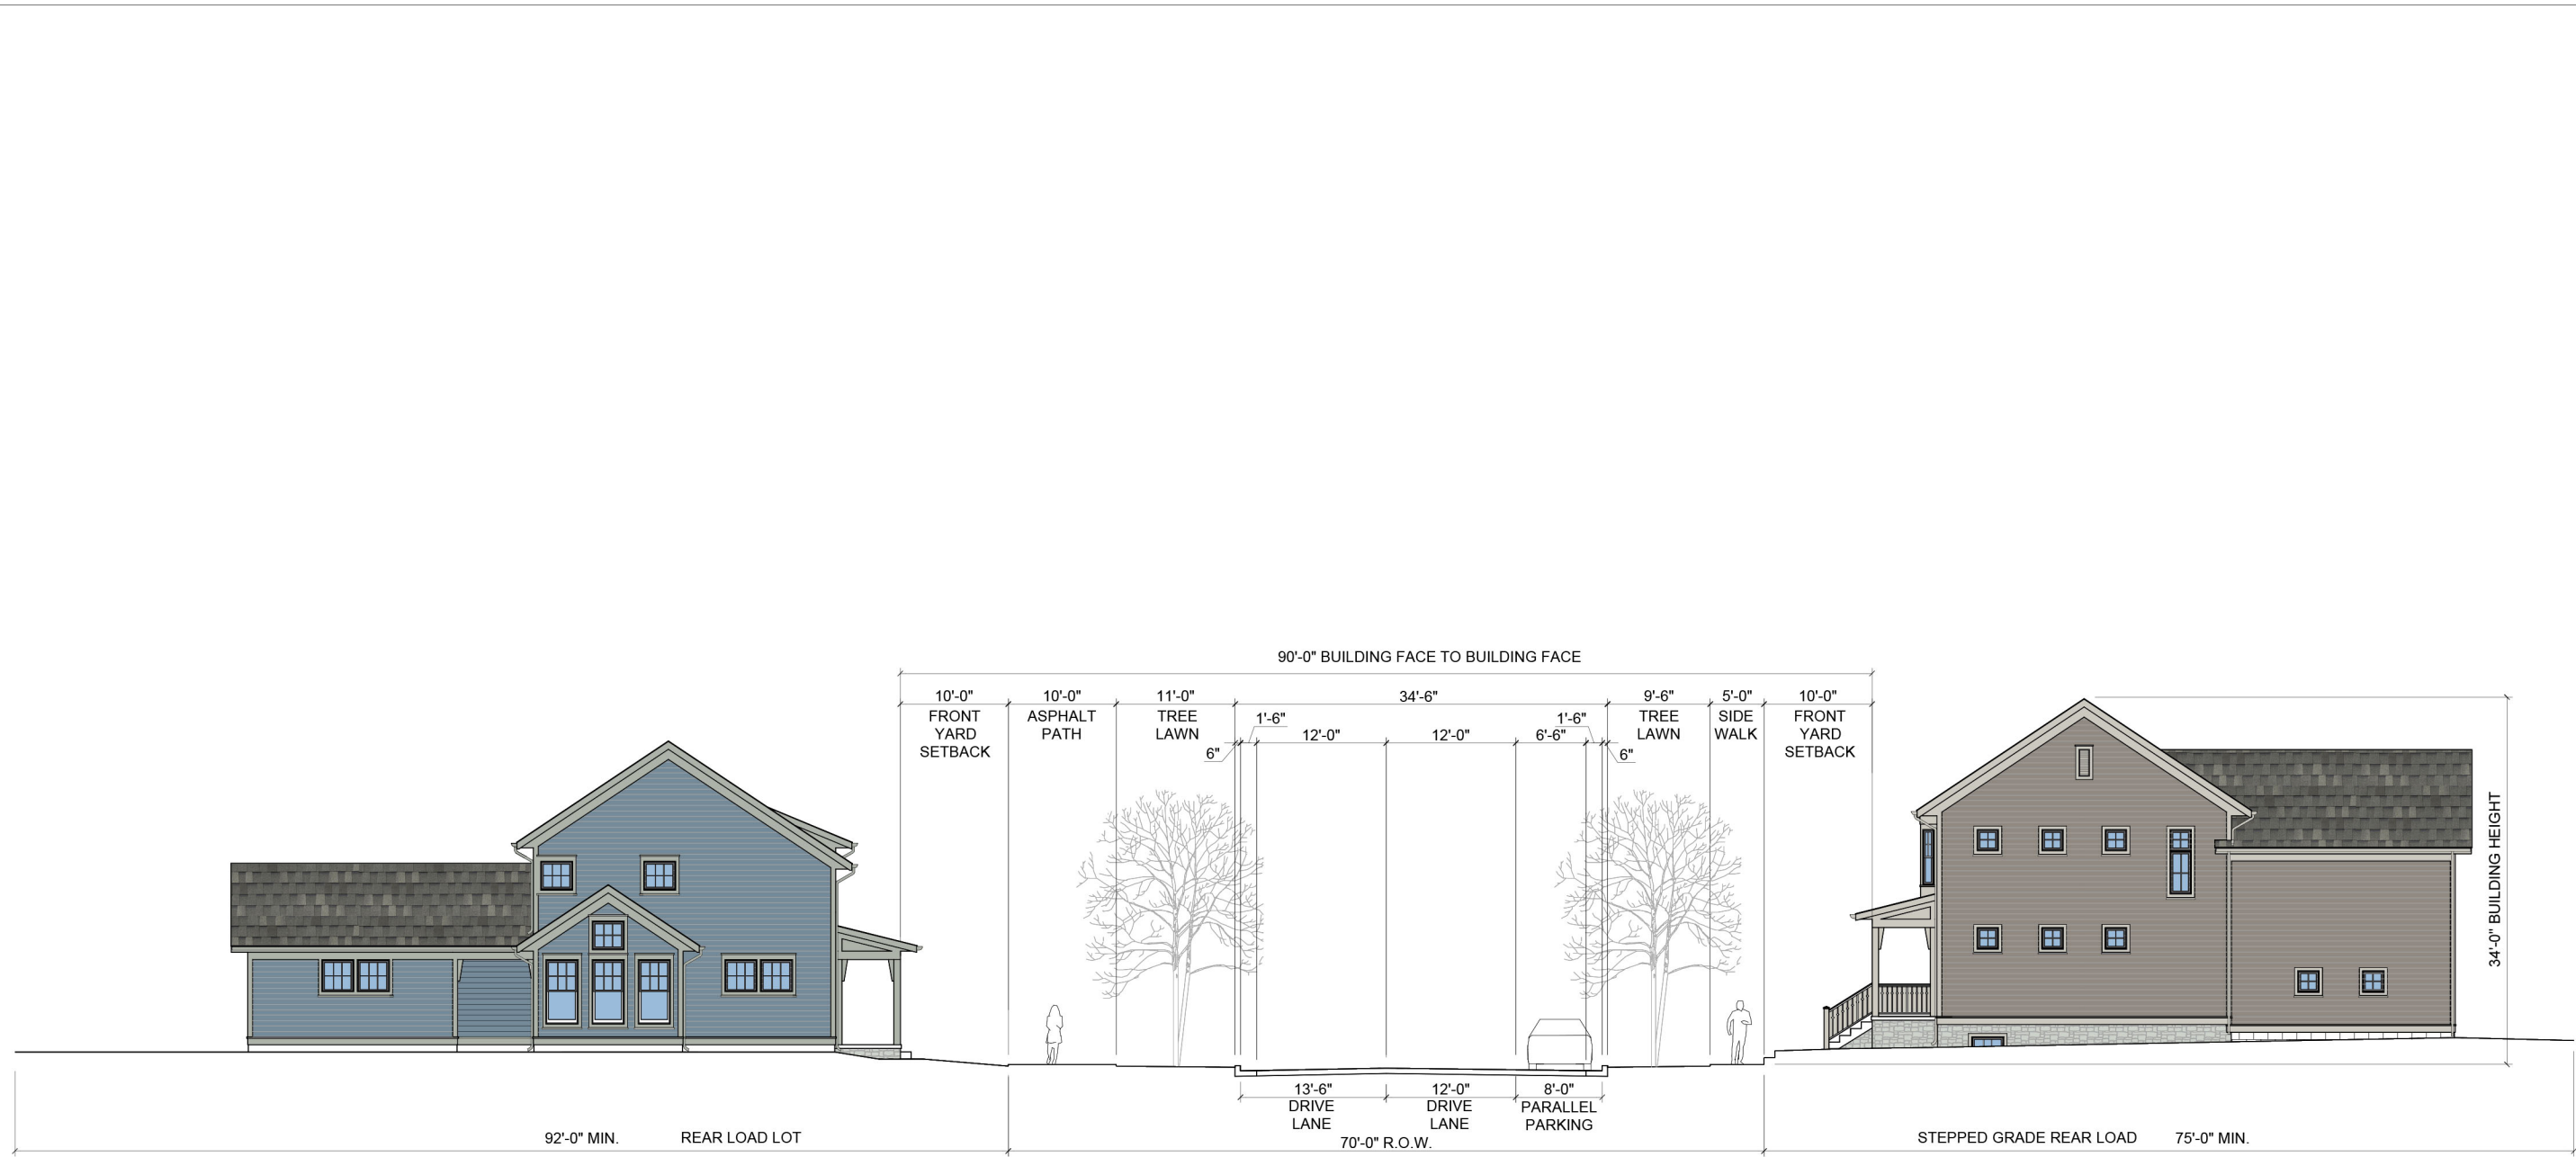 90'-0" BUILDING FACE TO BUILDING FACE
10'-0"
FRONT
YARD
SETBACK
10'-0"
ASPHALT
PATH
11'-0"
TREE
LAWN
34'-6"
9'-6"
TREE
LAWN
5'-0"
SIDE
WALK
10'-0"
FRONT
YARD
SETBACK
6"
1'-6"
12'-0"
12'-0"
6'-6"
1'-6"
6"
34'-0" BUILDING HEIGHT
13'-6"
DRIVE
LANE
12'-0"
DRIVE
LANE
8'-0"
PARALLEL
PARKING
92'-0" MIN. REAR LOAD LOT
70'-0" R.O.W.
STEPPED GRADE REAR LOAD 75'-0" MIN.